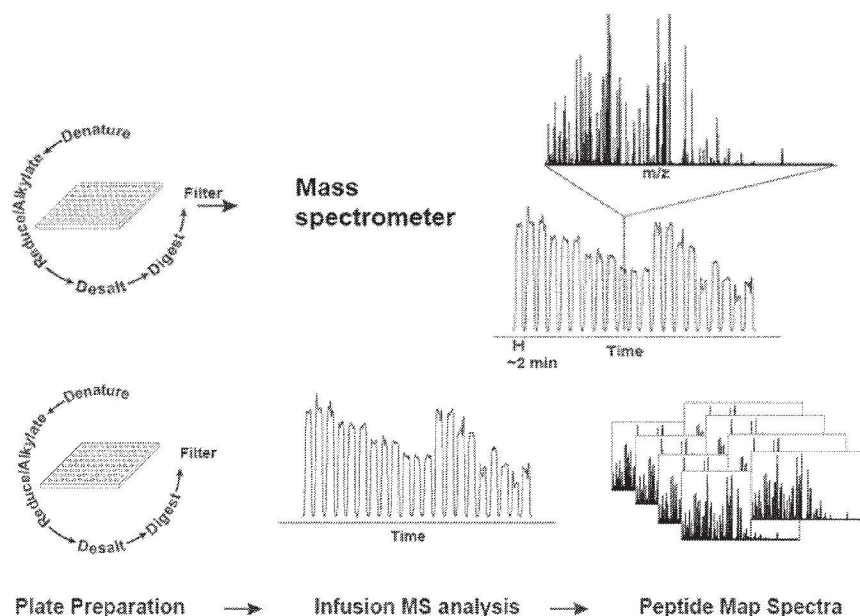 Denature
Reduce/Alkylate
Desalt
Digest
Filter
Mass
spectrometer
m/z
Time
~2 min
Denature
Reduce/Alkylate
Desalt
Digest
Filter
Time
Plate Preparation
Infusion MS analysis
Peptide Map Spectra